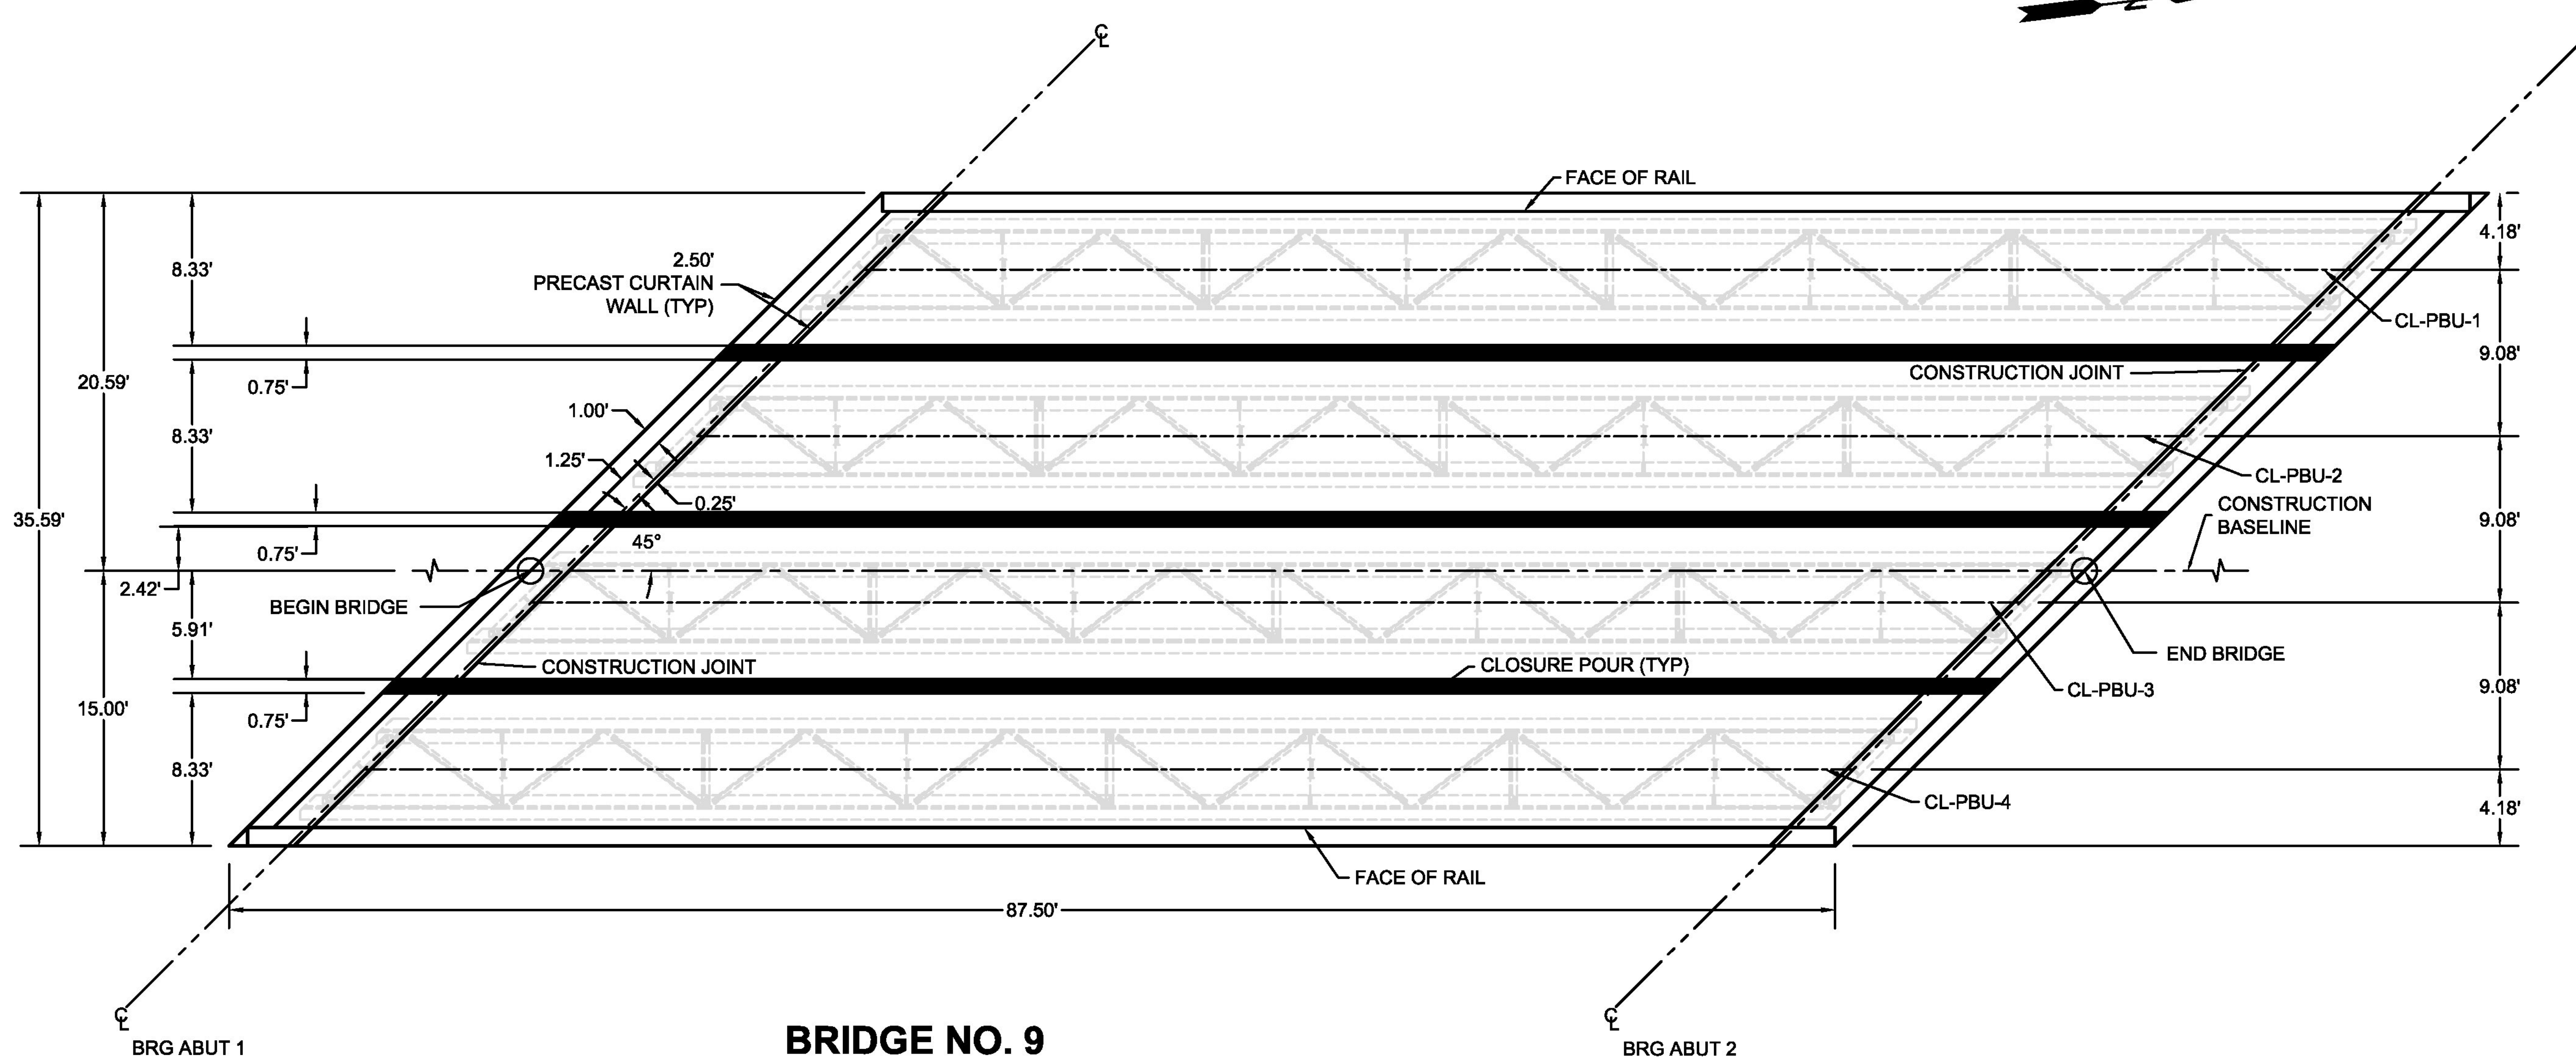 N
℄
FACE OF RAIL
4.18'
8.33'
2.50'
PRECAST CURTAIN
WALL (TYP)
CL-PBU-1
9.08'
20.59'
0.75'
CONSTRUCTION JOINT
1.00'
8.33'
1.25'
0.25'
CL-PBU-2
CONSTRUCTION
BASELINE
35.59'
9.08'
0.75'
45°
2.42'
BEGIN BRIDGE
5.91'
END BRIDGE
CONSTRUCTION JOINT
CLOSURE POUR (TYP)
CL-PBU-3
9.08'
15.00'
0.75'
8.33'
CL-PBU-4
4.18'
FACE OF RAIL
87.50'
℄
BRG ABUT 1
℄
BRG ABUT 2
BRIDGE NO. 9